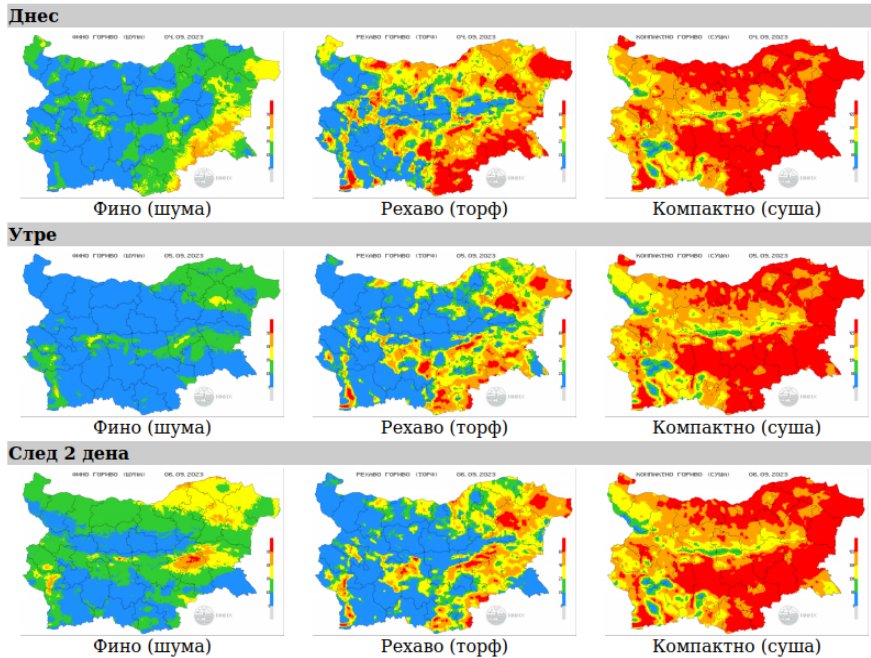 Днес
ФИНО ГОРИВО (ШУМА) 04.09.2023
РЕХАВО ГОРИВО (ТОРФ) 04.09.2023
КОМПАКТНО ГОРИВО (СУША) 04.09.2023
Фино (шума)
Рехаво (торф)
Компактно (суша)
Утре
ФИНО ГОРИВО (ШУМА) 05.09.2023
РЕХАВО ГОРИВО (ТОРФ) 05.09.2023
КОМПАКТНО ГОРИВО (СУША) 05.09.2023
Фино (шума)
Рехаво (торф)
Компактно (суша)
След 2 дена
ФИНО ГОРИВО (ШУМА) 06.09.2023
РЕХАВО ГОРИВО (ТОРФ) 06.09.2023
КОМПАКТНО ГОРИВО (СУША) 06.09.2023
Фино (шума)
Рехаво (торф)
Компактно (суша)